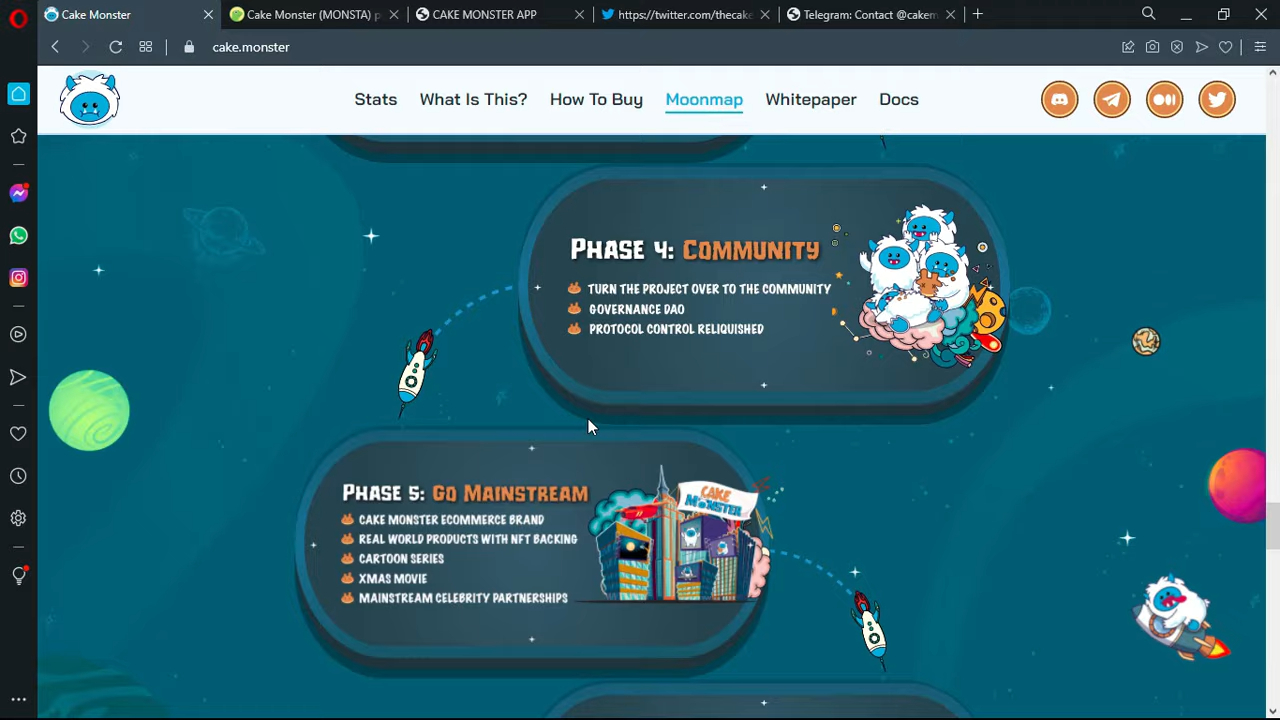 Cake Monster
Cake Monster (MONSTA) p
CAKE MONSTER APP
https://twitter.com/thecake
Telegram: Contact @cakem
cake.monster
Stats
What Is This?
How To Buy
Moonmap
Whitepaper
Docs
PHASE 4: COMMUNITY
TURN THE PROJECT OVER TO THE COMMUNITY
GOVERNANCE DAO
PROTOCOL CONTROL RELIQUISHED
PHASE 5: GO MAINSTREAM
CAKE MONSTER ECOMMERCE BRAND
REAL WORLD PRODUCTS WITH NFT BACKING
CARTOON SERIES
XMAS MOVIE
MAINSTREAM CELEBRITY PARTNERSHIPS
CAKE
MONSTER